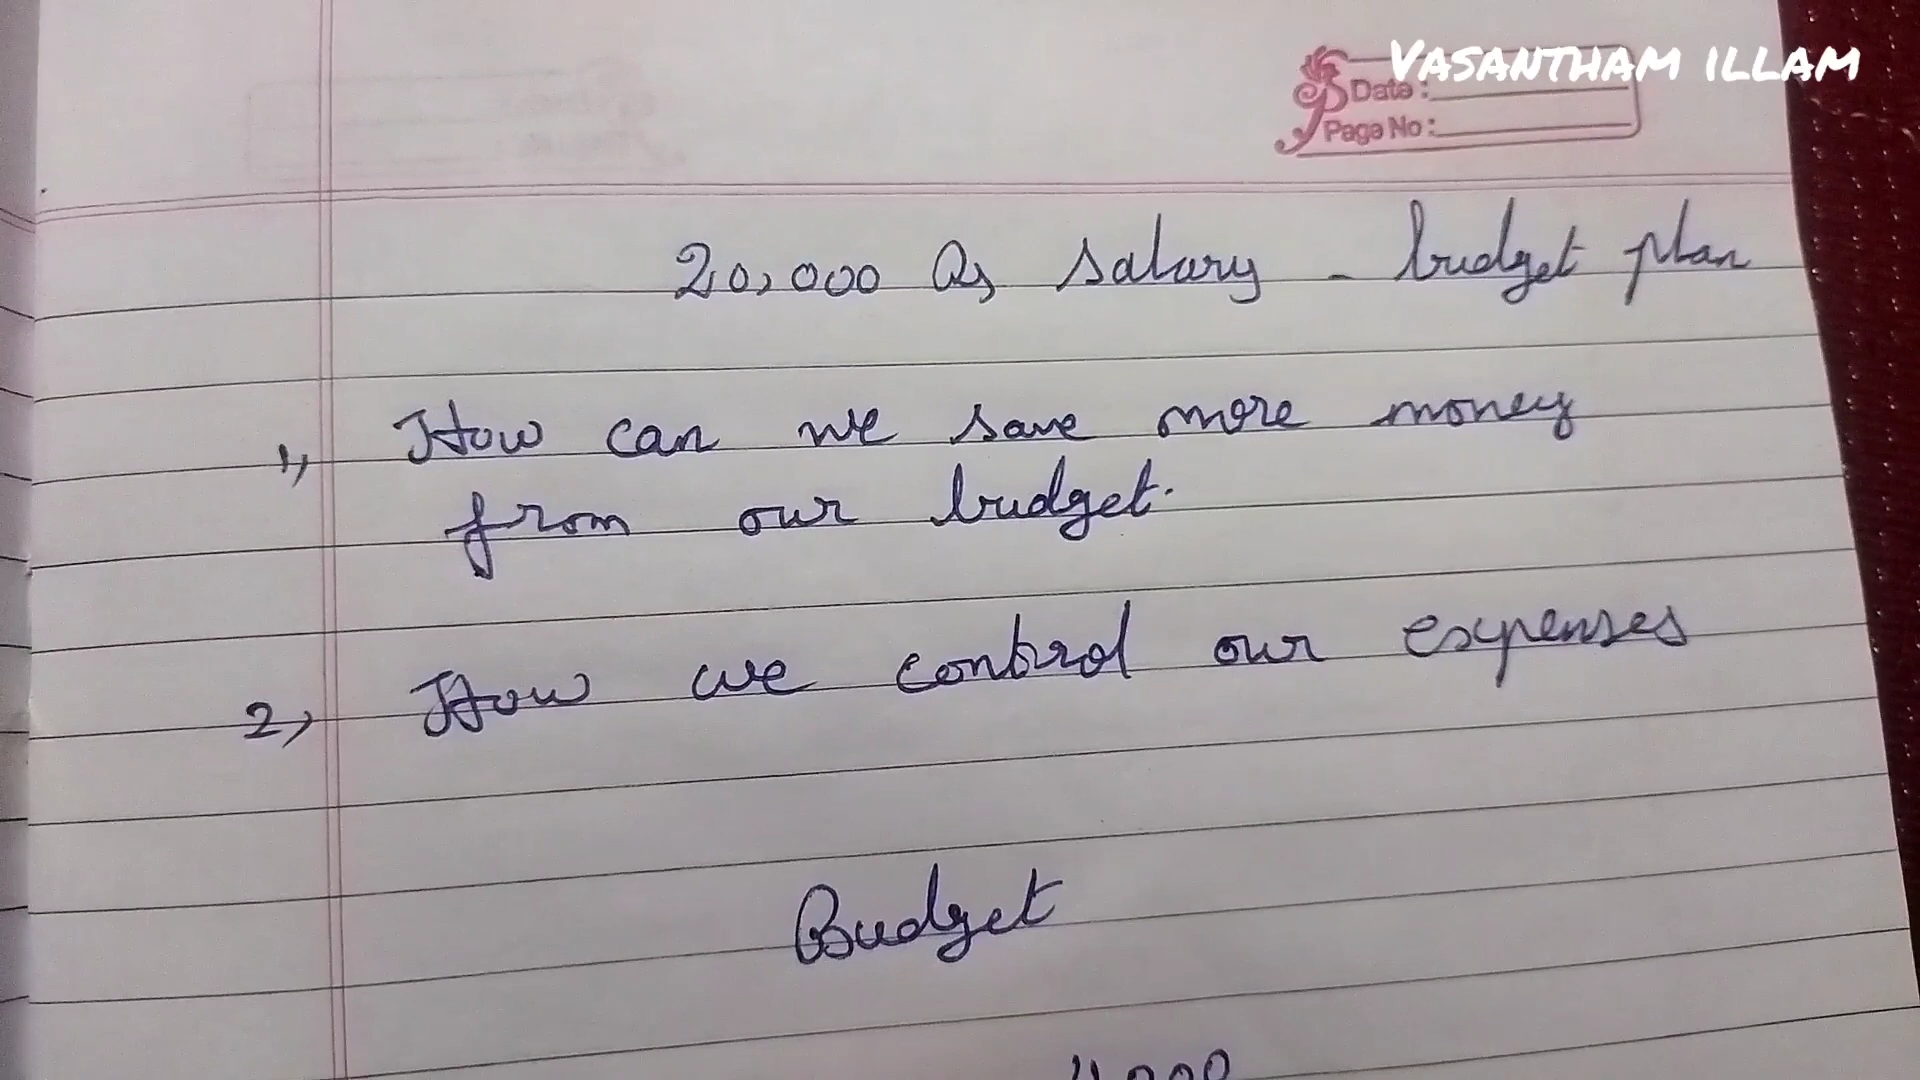 VASANTHAM ILLAM
Date :
Page No :
20,000 Rs salary - budget plan
1, How can we save more money
from our budget.
2, How we control our expenses
Budget